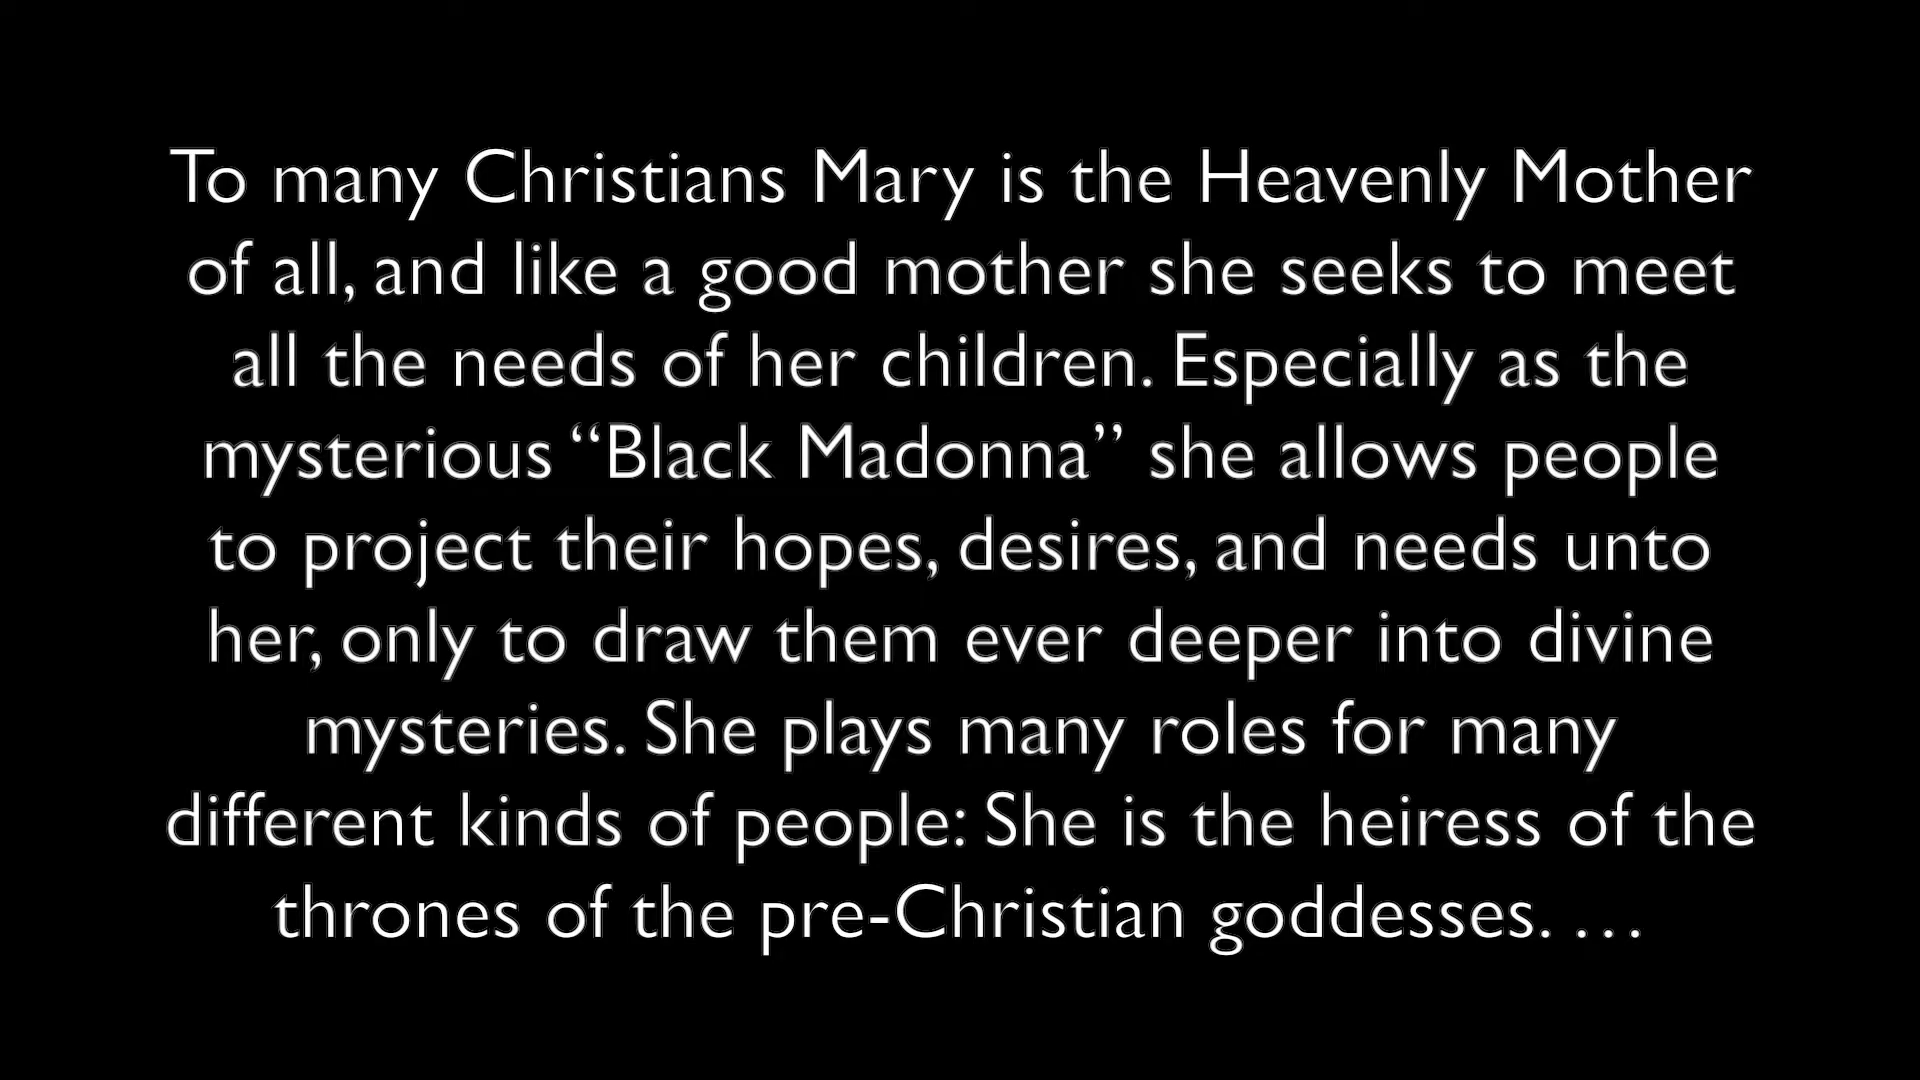 To many Christians Mary is the Heavenly Mother
of all, and like a good mother she seeks to meet
all the needs of her children. Especially as the
mysterious “Black Madonna” she allows people
to project their hopes, desires, and needs unto
her, only to draw them ever deeper into divine
mysteries. She plays many roles for many
different kinds of people: She is the heiress of the
thrones of the pre-Christian goddesses. …